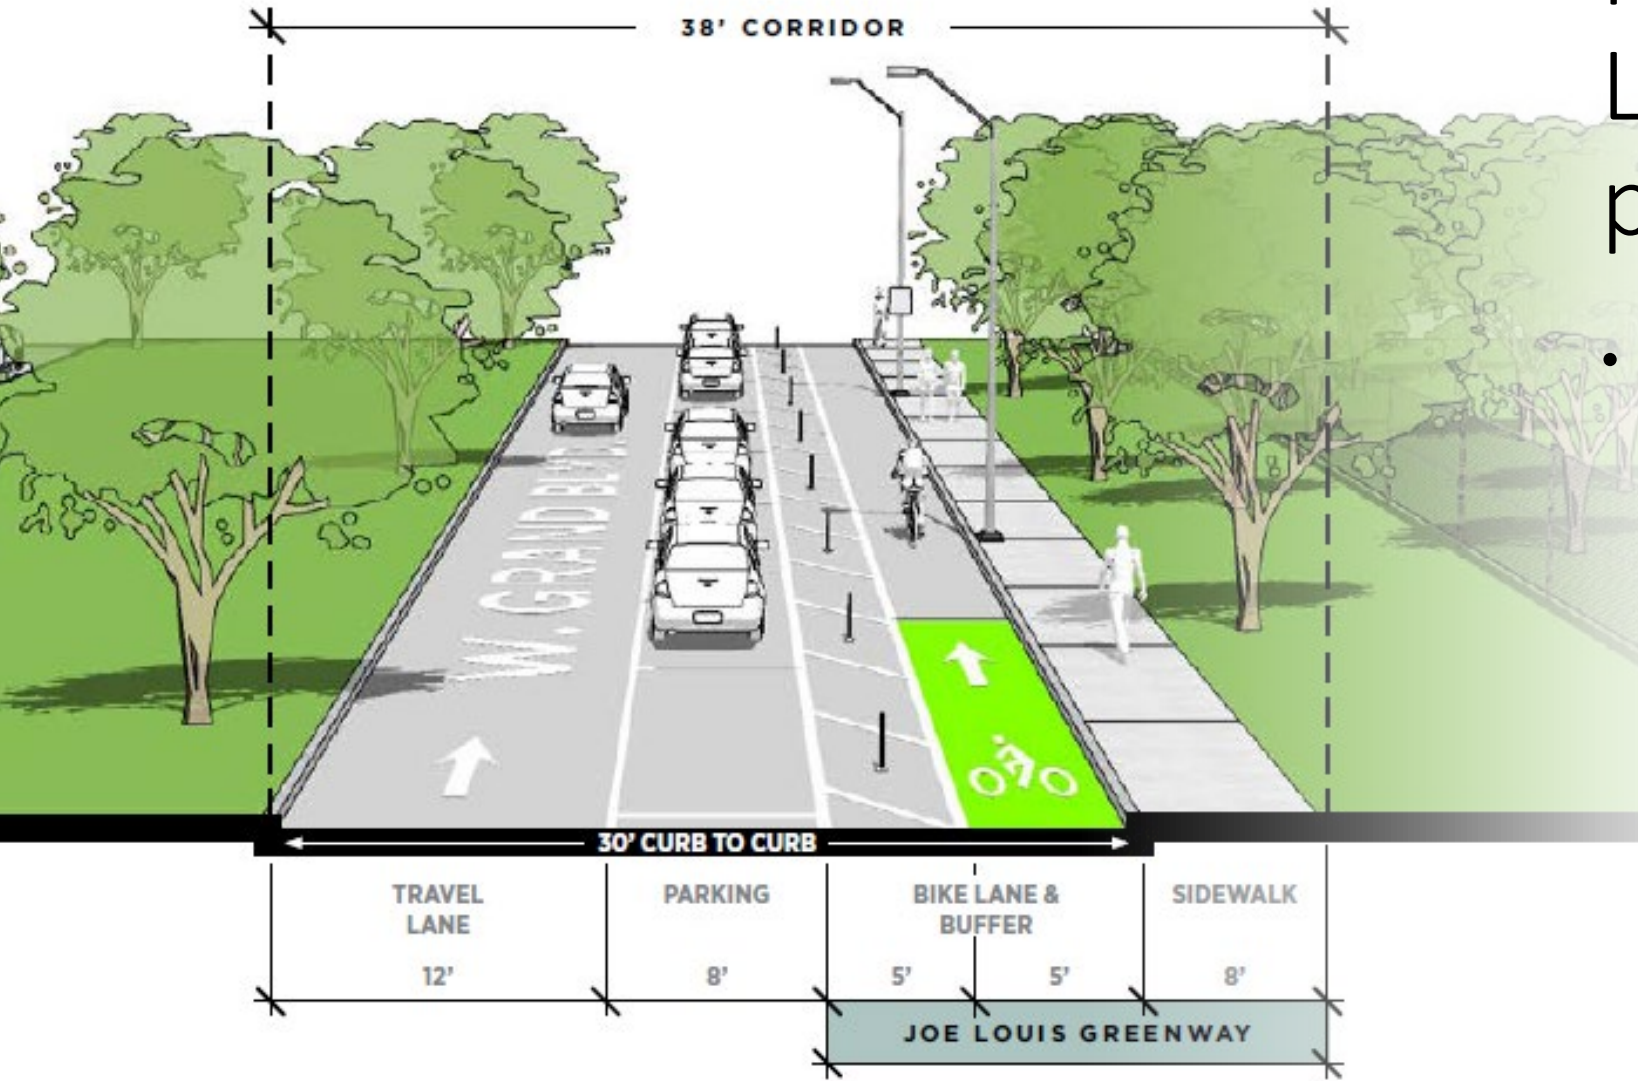 38' CORRIDOR
L
p
•
W. GRAND BLVD
30' CURB TO CURB
TRAVEL
LANE
PARKING
BIKE LANE &
BUFFER
SIDEWALK
12'
8'
5'
5'
8'
JOE LOUIS GREENWAY